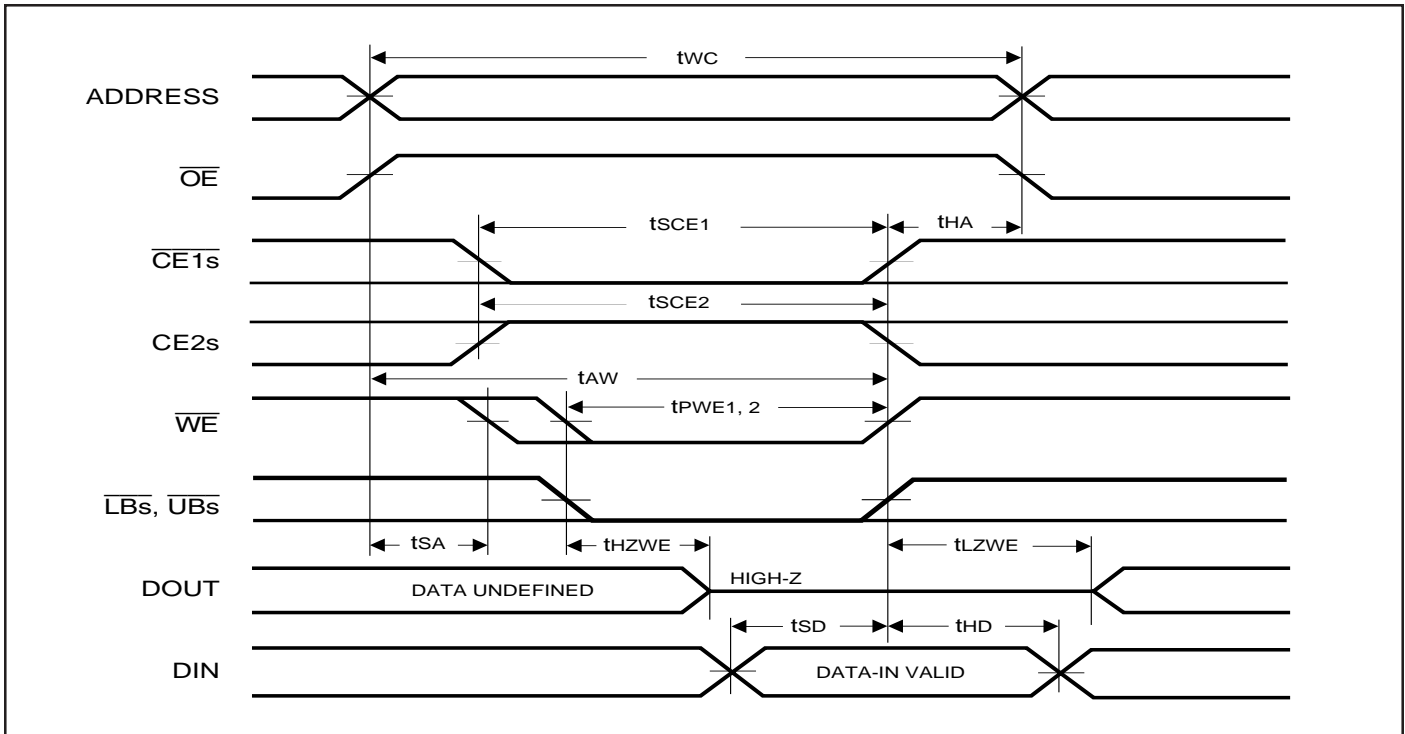 tWC
ADDRESS
OE
tSCE1
tHA
CE1s
tSCE2
CE2s
tAW
tPWE1, 2
WE
LBs, UBs
tSA
tHZWE
tLZWE
DOUT
DATA UNDEFINED
HIGH-Z
tSD
tHD
DIN
DATA-IN VALID